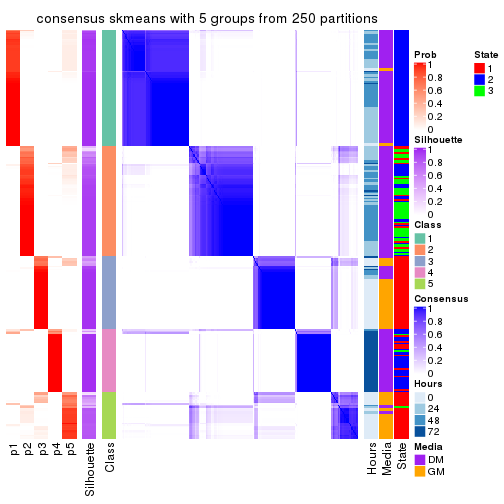 consensus skmeans with 5 groups from 250 partitions
Prob
1
0.8
0.6
0.4
0.2
0
State
1
2
3
Silhouette
1
0.8
0.6
0.4
0.2
0
Class
1
2
3
4
5
Consensus
1
0.8
0.6
0.4
0.2
0
Hours
0
24
48
72
Media
DM
GM
p1
p2
p3
p4
p5
Silhouette
Class
Hours
Media
State